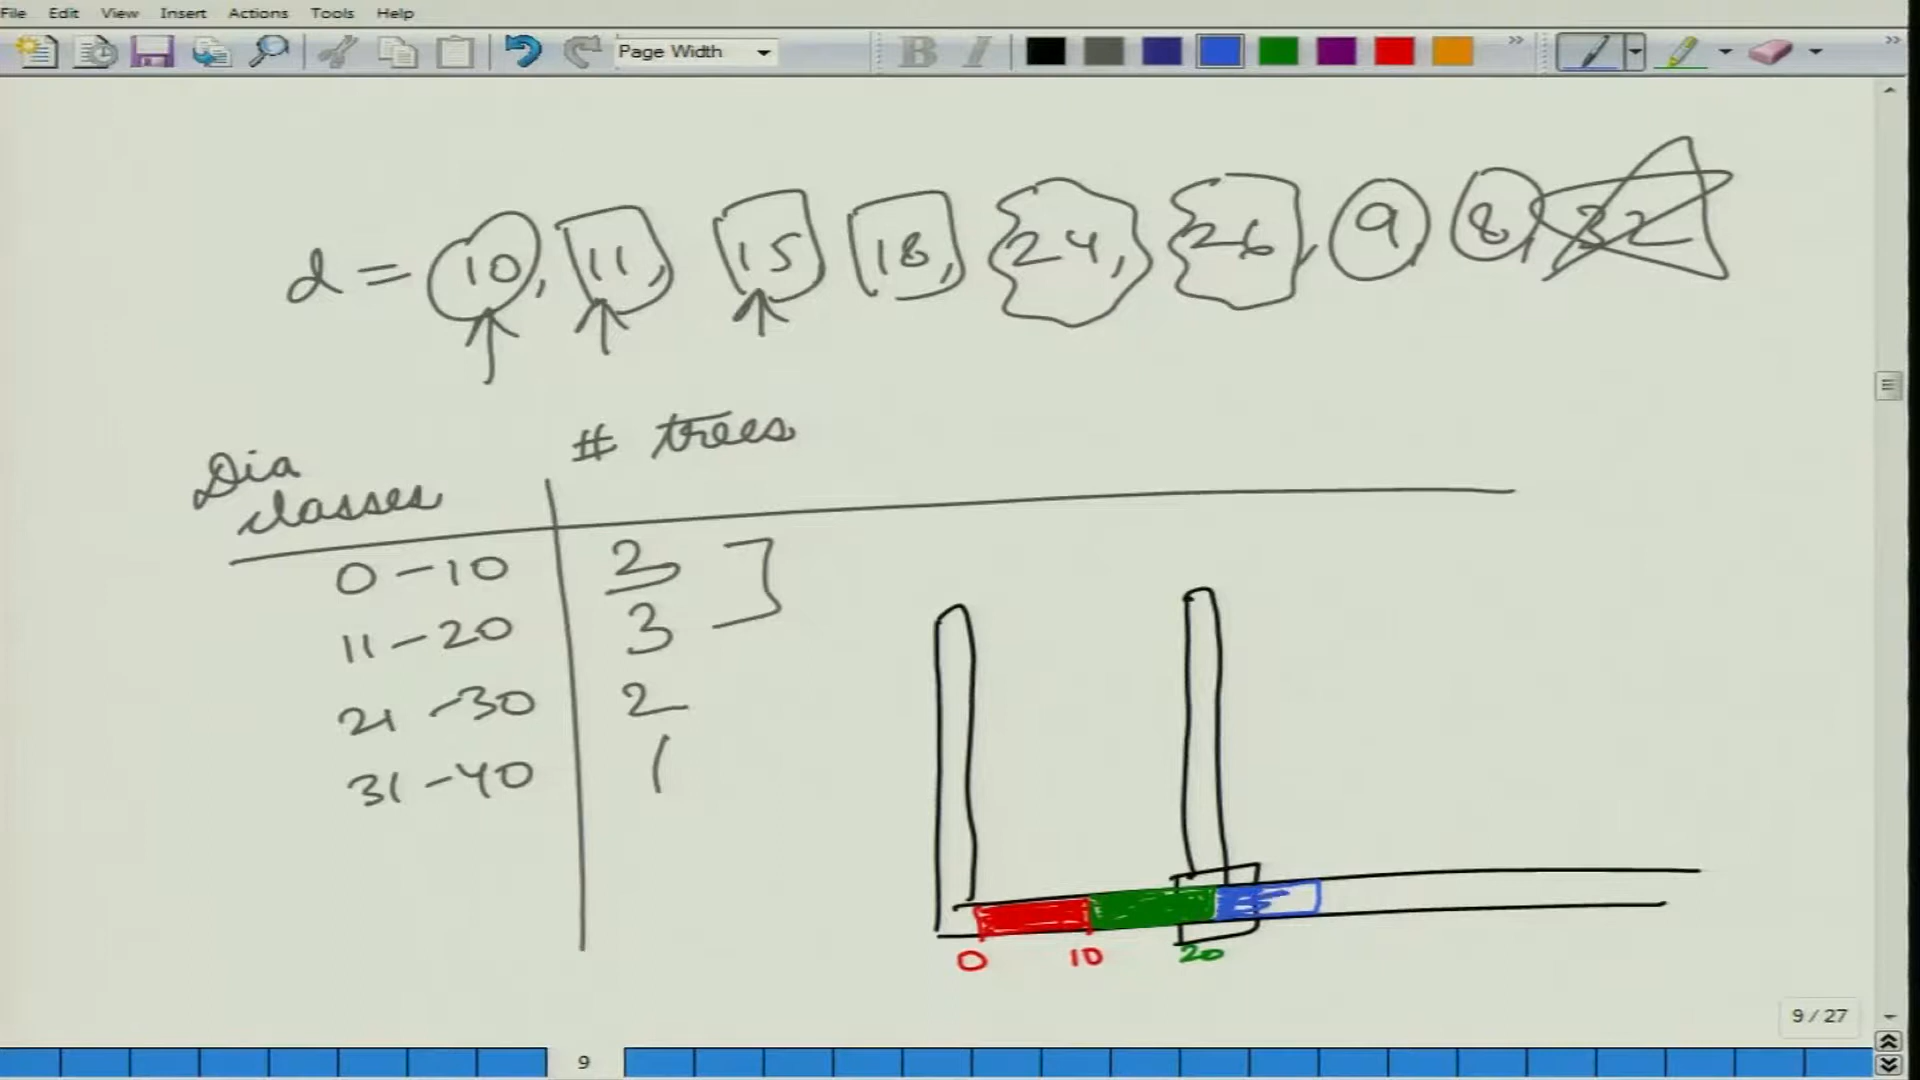 File Edit View Insert Actions Tools Help
Page Width
B I
d = 10, 11, 15 18, 24, 26, 9 8, 32
# trees
Dia
classes
0-10 2
11-20 3
21-30 2
31-40 1
0 10 20
9 / 27
9